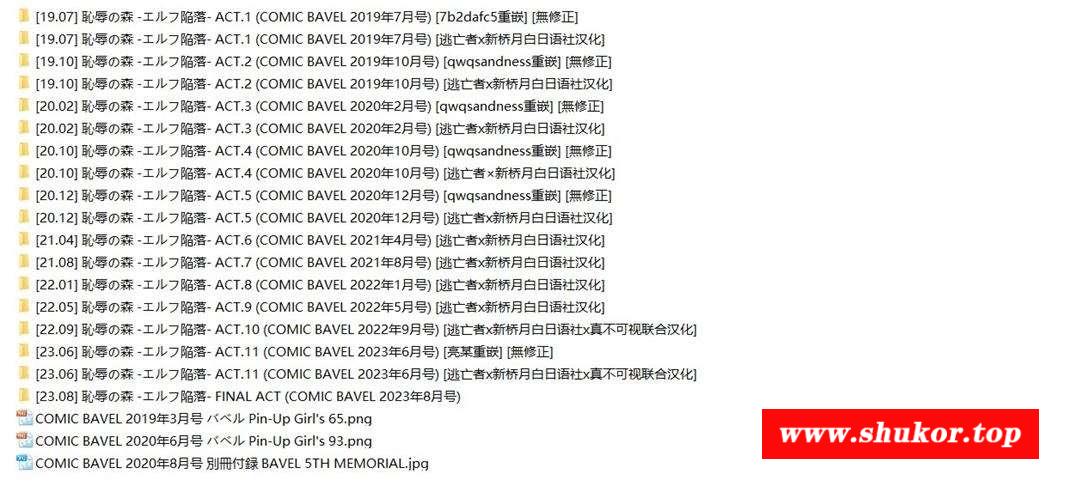 [19.07] 恥辱の森 -エルフ陥落- ACT.1 (COMIC BAVEL 2019年7月号) [7b2dafc5重嵌] [無修正]
[19.07] 恥辱の森 -エルフ陥落- ACT.1 (COMIC BAVEL 2019年7月号) [逃亡者x新桥月白日语社汉化]
[19.10] 恥辱の森 -エルフ陥落- ACT.2 (COMIC BAVEL 2019年10月号) [qwqsandness重嵌] [無修正]
[19.10] 恥辱の森 -エルフ陥落- ACT.2 (COMIC BAVEL 2019年10月号) [逃亡者x新桥月白日语社汉化]
[20.02] 恥辱の森 -エルフ陥落- ACT.3 (COMIC BAVEL 2020年2月号) [qwqsandness重嵌] [無修正]
[20.02] 恥辱の森 -エルフ陥落- ACT.3 (COMIC BAVEL 2020年2月号) [逃亡者x新桥月白日语社汉化]
[20.10] 恥辱の森 -エルフ陥落- ACT.4 (COMIC BAVEL 2020年10月号) [qwqsandness重嵌] [無修正]
[20.10] 恥辱の森 -エルフ陥落- ACT.4 (COMIC BAVEL 2020年10月号) [逃亡者×新桥月白日语社汉化]
[20.12] 恥辱の森 -エルフ陥落- ACT.5 (COMIC BAVEL 2020年12月号) [qwqsandness重嵌] [無修正]
[20.12] 恥辱の森 -エルフ陥落- ACT.5 (COMIC BAVEL 2020年12月号) [逃亡者x新桥月白日语社汉化]
[21.04] 恥辱の森 -エルフ陥落- ACT.6 (COMIC BAVEL 2021年4月号) [逃亡者x新桥月白日语社汉化]
[21.08] 恥辱の森 -エルフ陥落- ACT.7 (COMIC BAVEL 2021年8月号) [逃亡者x新桥月白日语社汉化]
[22.01] 恥辱の森 -エルフ陥落- ACT.8 (COMIC BAVEL 2022年1月号) [逃亡者x新桥月白日语社汉化]
[22.05] 恥辱の森 -エルフ陥落- ACT.9 (COMIC BAVEL 2022年5月号) [逃亡者x新桥月白日语社汉化]
[22.09] 恥辱の森 -エルフ陥落- ACT.10 (COMIC BAVEL 2022年9月号) [逃亡者x新桥月白日语社x真不可视联合汉化]
[23.06] 恥辱の森 -エルフ陥落- ACT.11 (COMIC BAVEL 2023年6月号) [亮某重嵌] [無修正]
[23.06] 恥辱の森 -エルフ陥落- ACT.11 (COMIC BAVEL 2023年6月号) [逃亡者x新桥月白日语社x真不可视联合汉化]
[23.08] 恥辱の森 -エルフ陥落- FINAL ACT (COMIC BAVEL 2023年8月号)
COMIC BAVEL 2019年3月号 バベル Pin-Up Girl's 65.png
COMIC BAVEL 2020年6月号 バベル Pin-Up Girl's 93.png
COMIC BAVEL 2020年8月号 別冊付録 BAVEL 5TH MEMORIAL.jpg
www.shukor.top